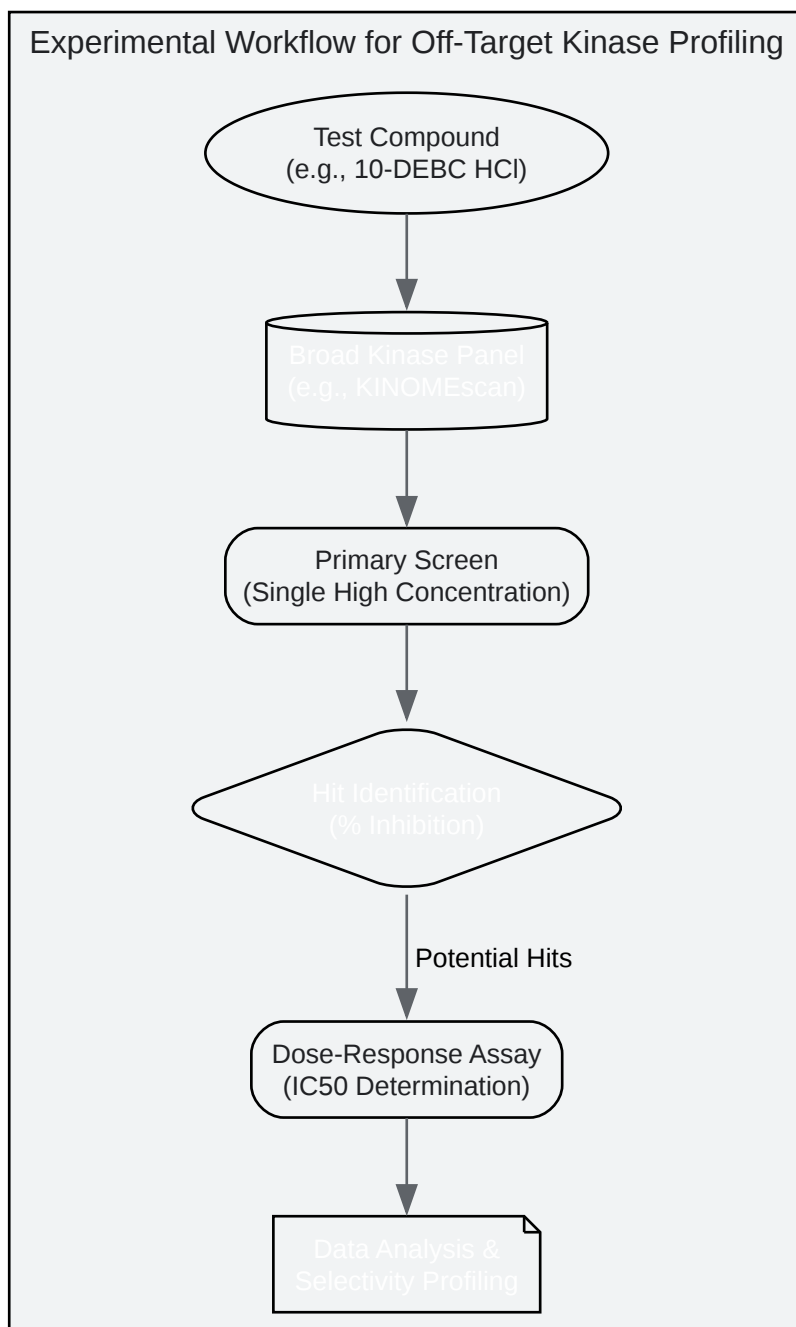 Experimental Workflow for Off-Target Kinase Profiling
Test Compound
(e.g., 10-DEBC HCl)
Broad Kinase Panel
(e.g., KINOMEscan)
Primary Screen
(Single High Concentration)
Hit Identification
(% Inhibition)
Potential Hits
Dose-Response Assay
(IC50 Determination)
Data Analysis &
Selectivity Profiling